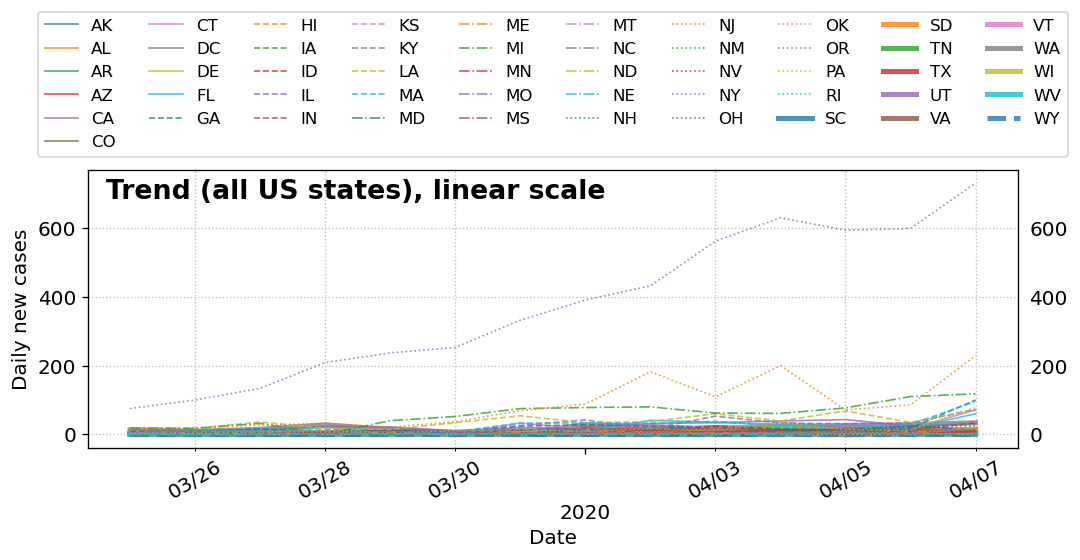 AK CT HI KS ME MT NJ OK SD VT
AL DC IA KY MI NC NM OR TN WA
AR DE ID LA MN ND NV PA TX WI
AZ FL IL MA MO NE NY RI UT WV
CA GA IN MD MS NH OH SC VA WY
CO
Trend (all US states), linear scale
Daily new cases
600 600
400 400
200 200
0 0
03/26 03/28 03/30 04/03 04/05 04/07
2020
Date